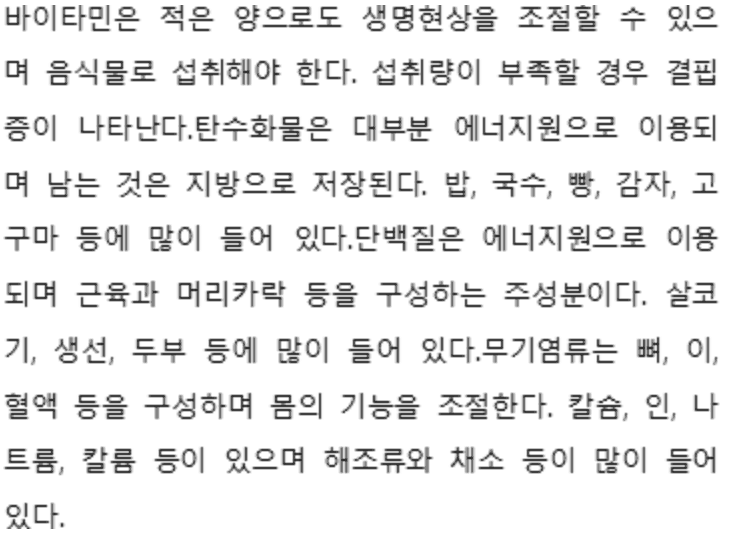 바이타민은 적은 양으로도 생명현상을 조절할 수 있으
며 음식물로 섭취해야 한다. 섭취량이 부족할 경우 결핍
증이 나타난다.탄수화물은 대부분 에너지원으로 이용되
며 남는 것은 지방으로 저장된다. 밥, 국수, 빵, 감자, 고
구마 등에 많이 들어 있다.단백질은 에너지원으로 이용
되며 근육과 머리카락 등을 구성하는 주성분이다. 살코
기, 생선, 두부 등에 많이 들어 있다.무기염류는 뼈, 이,
혈액 등을 구성하며 몸의 기능을 조절한다. 칼슘, 인, 나
트륨, 칼륨 등이 있으며 해조류와 채소 등이 많이 들어
있다.